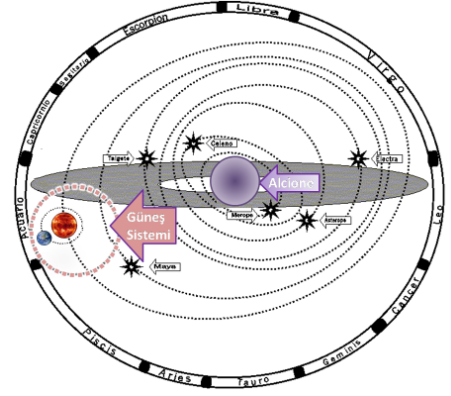 Libra
Escorpion
Virgo
Sagitario
Capricornio
Celeno
Taigeta
Electra
Alcione
Acuario
Merope
Asterope
Leo
Güneş
Sistemi
Maya
Cancer
Piscis
Geminis
Aries
Tauro